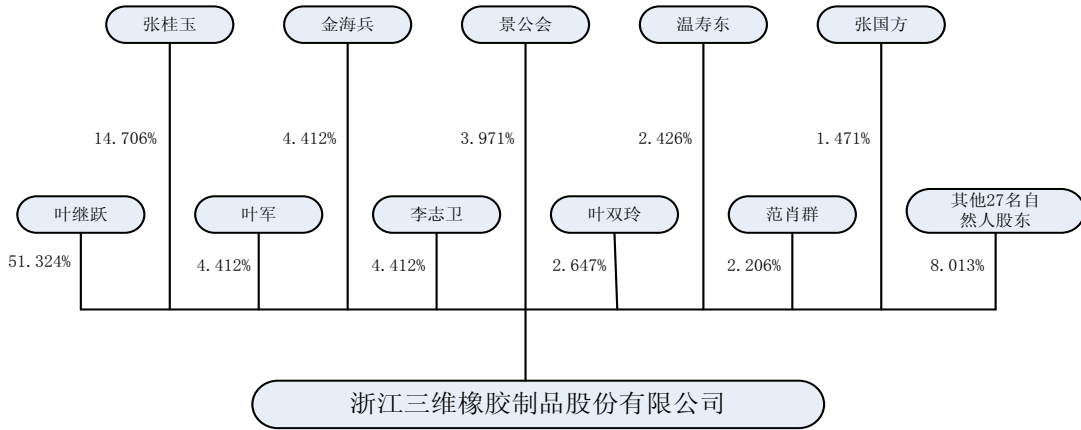 张桂玉
金海兵
景公会
温寿东
张国方
14.706%
4.412%
3.971%
2.426%
1.471%
叶继跃
叶军
李志卫
叶双玲
范肖群
其他27名自
然人股东
51.324%
4.412%
4.412%
2.647%
2.206%
8.013%
浙江三维橡胶制品股份有限公司